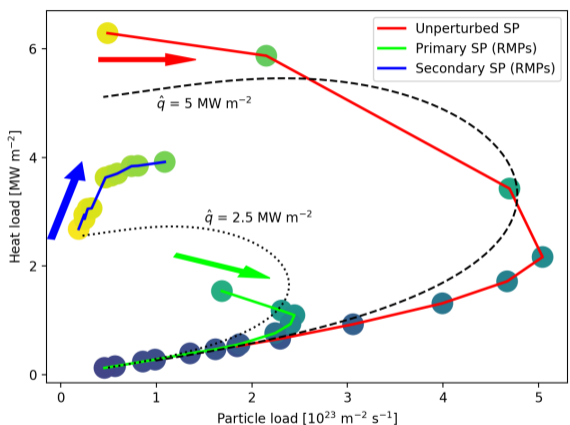 Unperturbed SP
Primary SP (RMPs)
Secondary SP (RMPs)
q̂ = 5 MW m⁻²
q̂ = 2.5 MW m⁻²
Heat load [MW m⁻²]
6
4
2
0
0 1 2 3 4 5
Particle load [10²³ m⁻² s⁻¹]